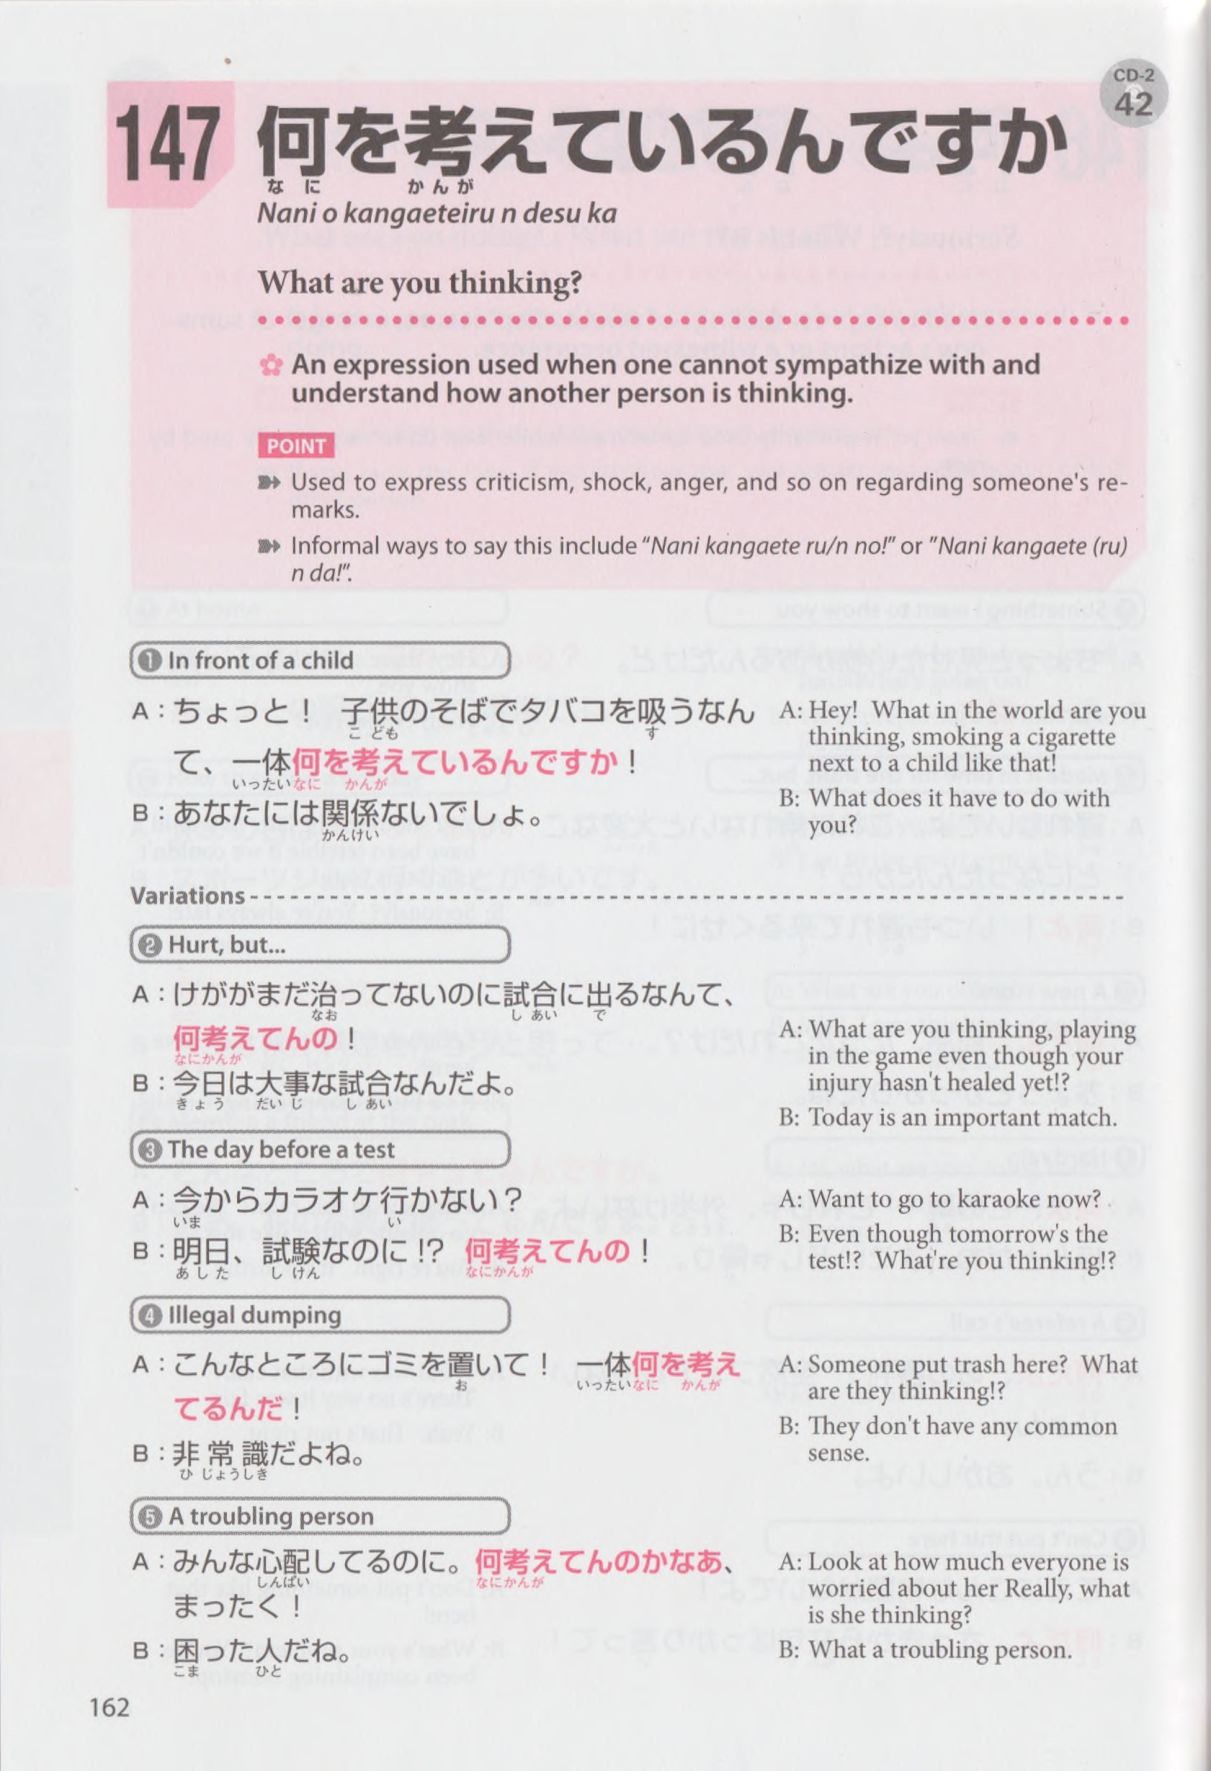 CD-2
42
147 何を考えているんですか
なに かんが
Nani o kangaeteiru n desu ka
What are you thinking?
An expression used when one cannot sympathize with and
understand how another person is thinking.
POINT
Used to express criticism, shock, anger, and so on regarding someone's re-
marks.
Informal ways to say this include “Nani kangaete ru/n no!” or ”Nani kangaete (ru)
n da!”.
❶ In front of a child
A：ちょっと！ 子供のそばでタバコを吸うなん
こ ども す
て、一体何を考えているんですか！
いったい なに かんが
B：あなたには関係ないでしょ。
かんけい
A: Hey! What in the world are you
thinking, smoking a cigarette
next to a child like that!
B: What does it have to do with
you?
Variations
❷ Hurt, but...
A：けががまだ治ってないのに試合に出るなんて、
なお し あい で
何考えてんの！
なにかんが
B：今日は大事な試合なんだよ。
きょう だい じ し あい
A: What are you thinking, playing
in the game even though your
injury hasn't healed yet!?
B: Today is an important match.
❸ The day before a test
A：今からカラオケ行かない？
いま い
B：明日、試験なのに !? 何考えてんの！
あした し けん なにかんが
A: Want to go to karaoke now?
B: Even though tomorrow's the
test!? What're you thinking!?
❹ Illegal dumping
A：こんなところにゴミを置いて！ 一体何を考え
お いったい なに かんが
てるんだ！
B：非常識だよね。
ひ じょうしき
A: Someone put trash here? What
are they thinking!?
B: They don't have any common
sense.
❺ A troubling person
A：みんな心配してるのに。何考えてんのかなあ、
しんぱい なにかんが
まったく！
B：困った人だね。
こま ひと
A: Look at how much everyone is
worried about her Really, what
is she thinking?
B: What a troubling person.
162